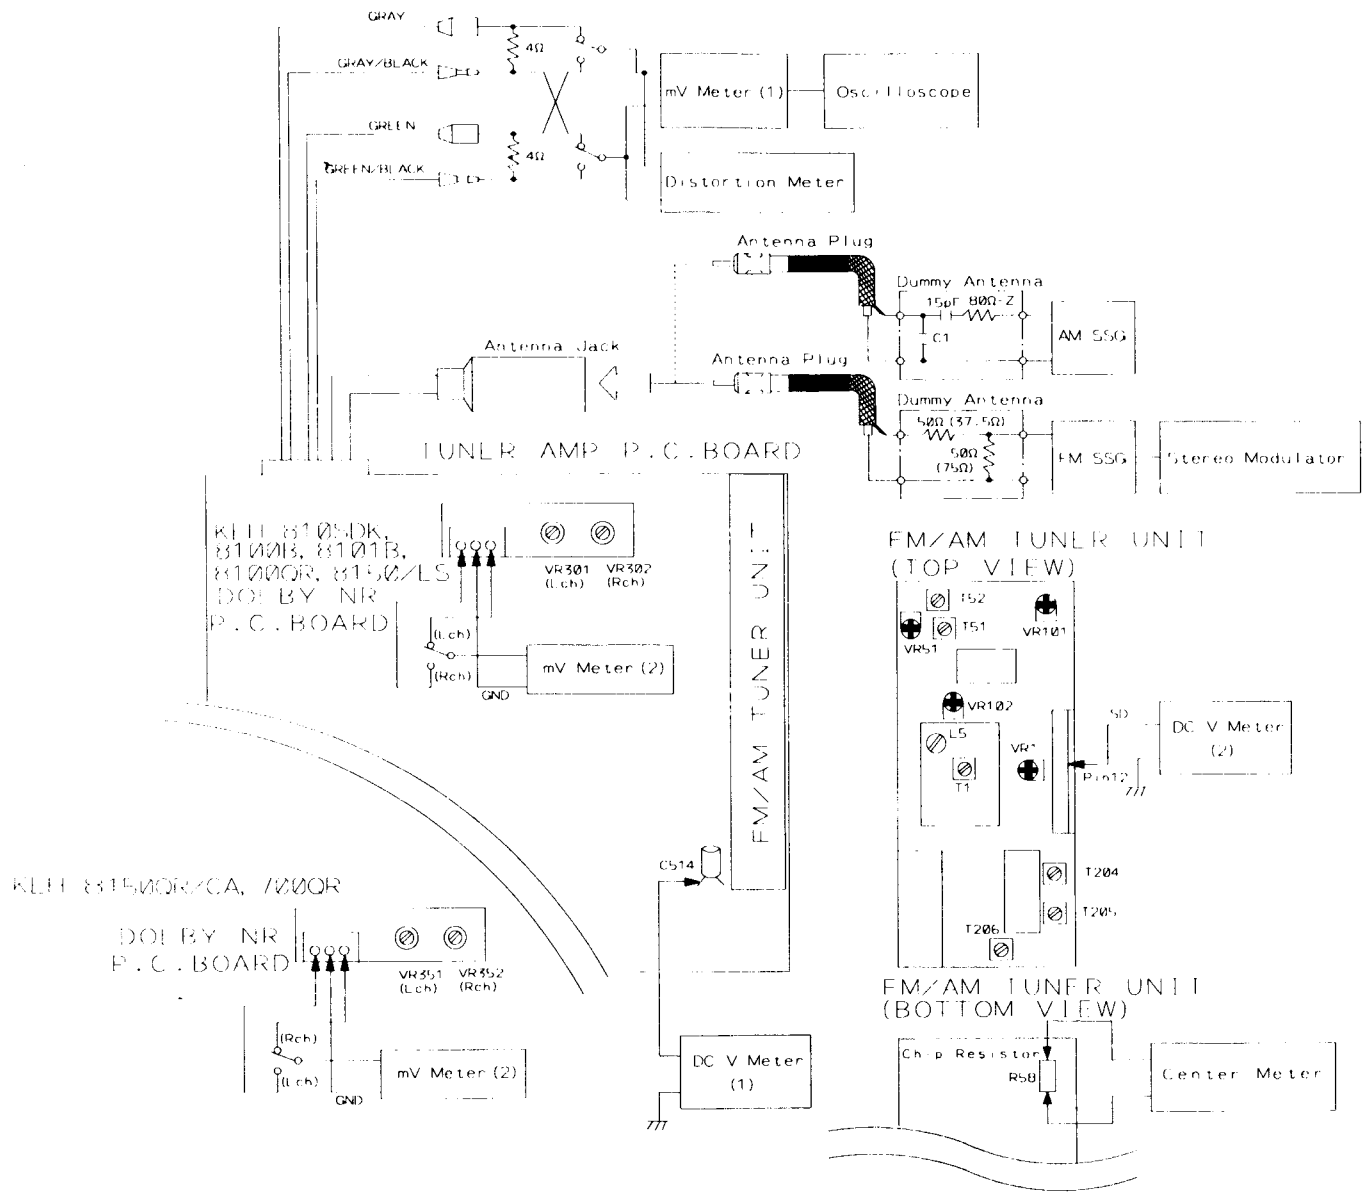 GRAY
4Ω
GRAY/BLACK
mV Meter (1)
Oscilloscope
GREEN
4Ω
GREEN/BLACK
Distortion Meter
Antenna Plug
Dummy Antenna
15pF 80Ω-Z
C1
AM SSG
Antenna Jack
Antenna Plug
Dummy Antenna
50Ω (37.5Ω)
50Ω
(75Ω)
FM SSG
Stereo Modulator
TUNER AMP P.C.BOARD
KEH 8105DK,
8100B, 8101B,
8100QR, 8150/LS
DOLBY NR
P.C.BOARD
VR301
(Lch)
VR302
(Rch)
(Lch)
(Rch)
mV Meter (2)
GND
FM/AM TUNER UNIT
FM/AM TUNER UNIT
(TOP VIEW)
T52
T51
VR51
VR101
VR102
L5
T1
VR1
SD
Pin12
DC V Meter
(2)
T204
T205
T206
C514
KEH 8150QR/CA, 700QR
DOLBY NR
P.C.BOARD
VR351
(Lch)
VR352
(Rch)
(Rch)
(Lch)
mV Meter (2)
GND
DC V Meter
(1)
FM/AM TUNER UNIT
(BOTTOM VIEW)
Chip Resistor
R58
Center Meter